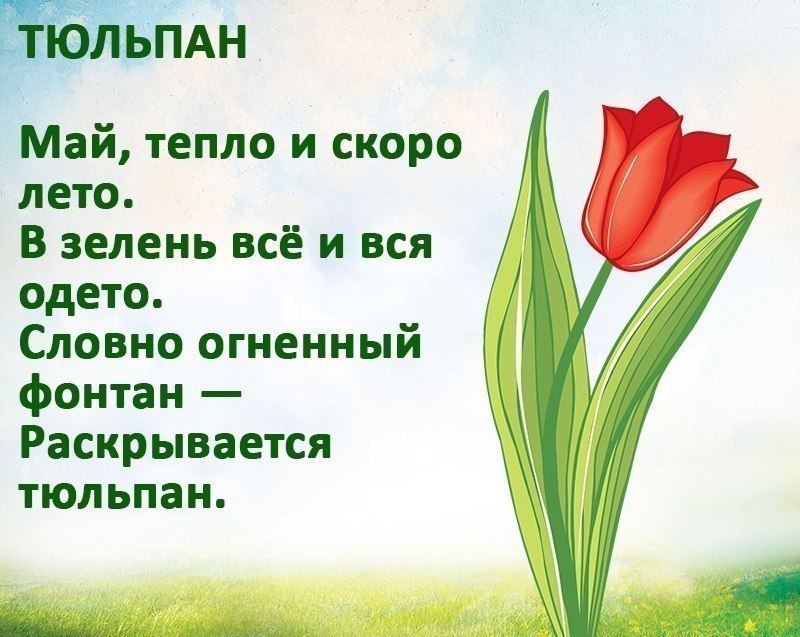 ТЮЛЬПАН
Май, тепло и скоро
лето.
В зелень всё и вся
одето.
Словно огненный
фонтан —
Раскрывается
тюльпан.